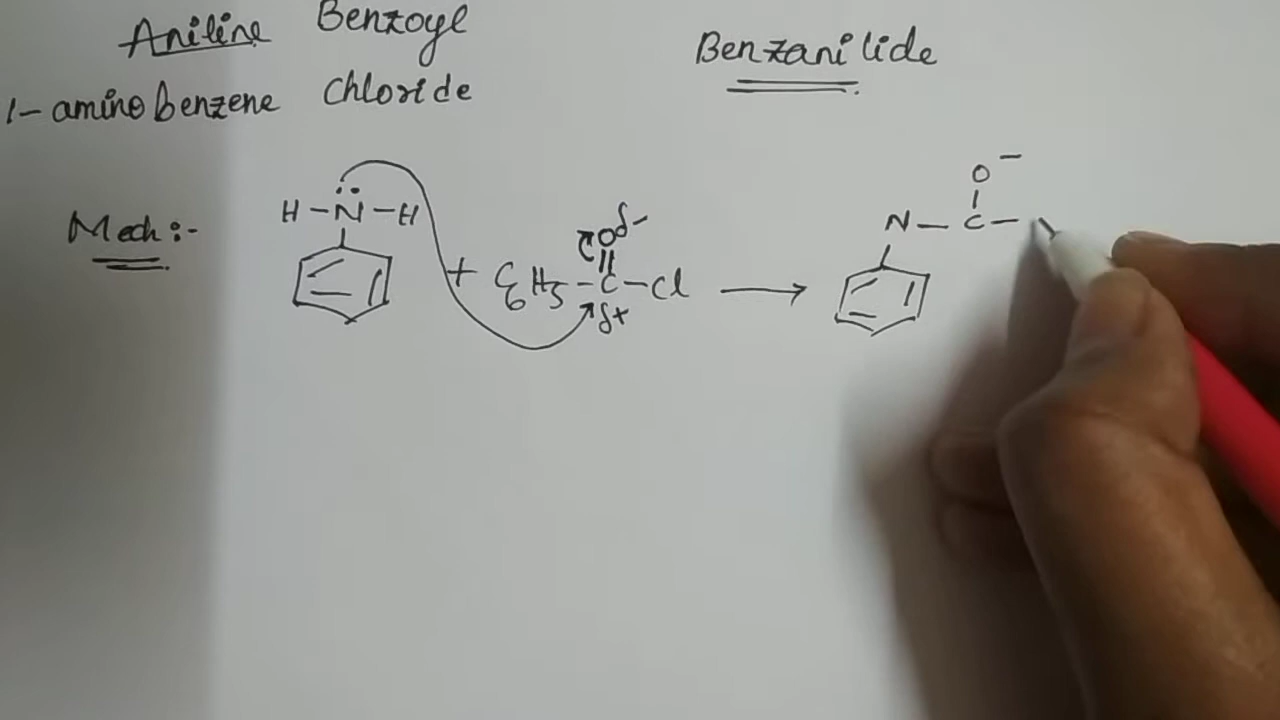 Aniline Benzoyl
1-aminobenzene Chloride
Benzanilide
Mech:-
H-N̈-H
+ C6H5-C-Cl
O δ-
δ+
O-
N-C-